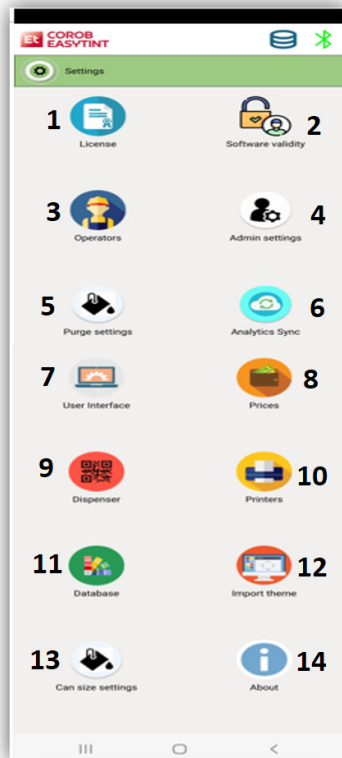 Et COROB
EASYTINT
Settings
1 License
2 Software validity
3 Operators
4 Admin settings
5 Purge settings
6 Analytics Sync
7 User Interface
8 Prices
9 Dispenser
10 Printers
11 Database
12 Import theme
13 Can size settings
14 About